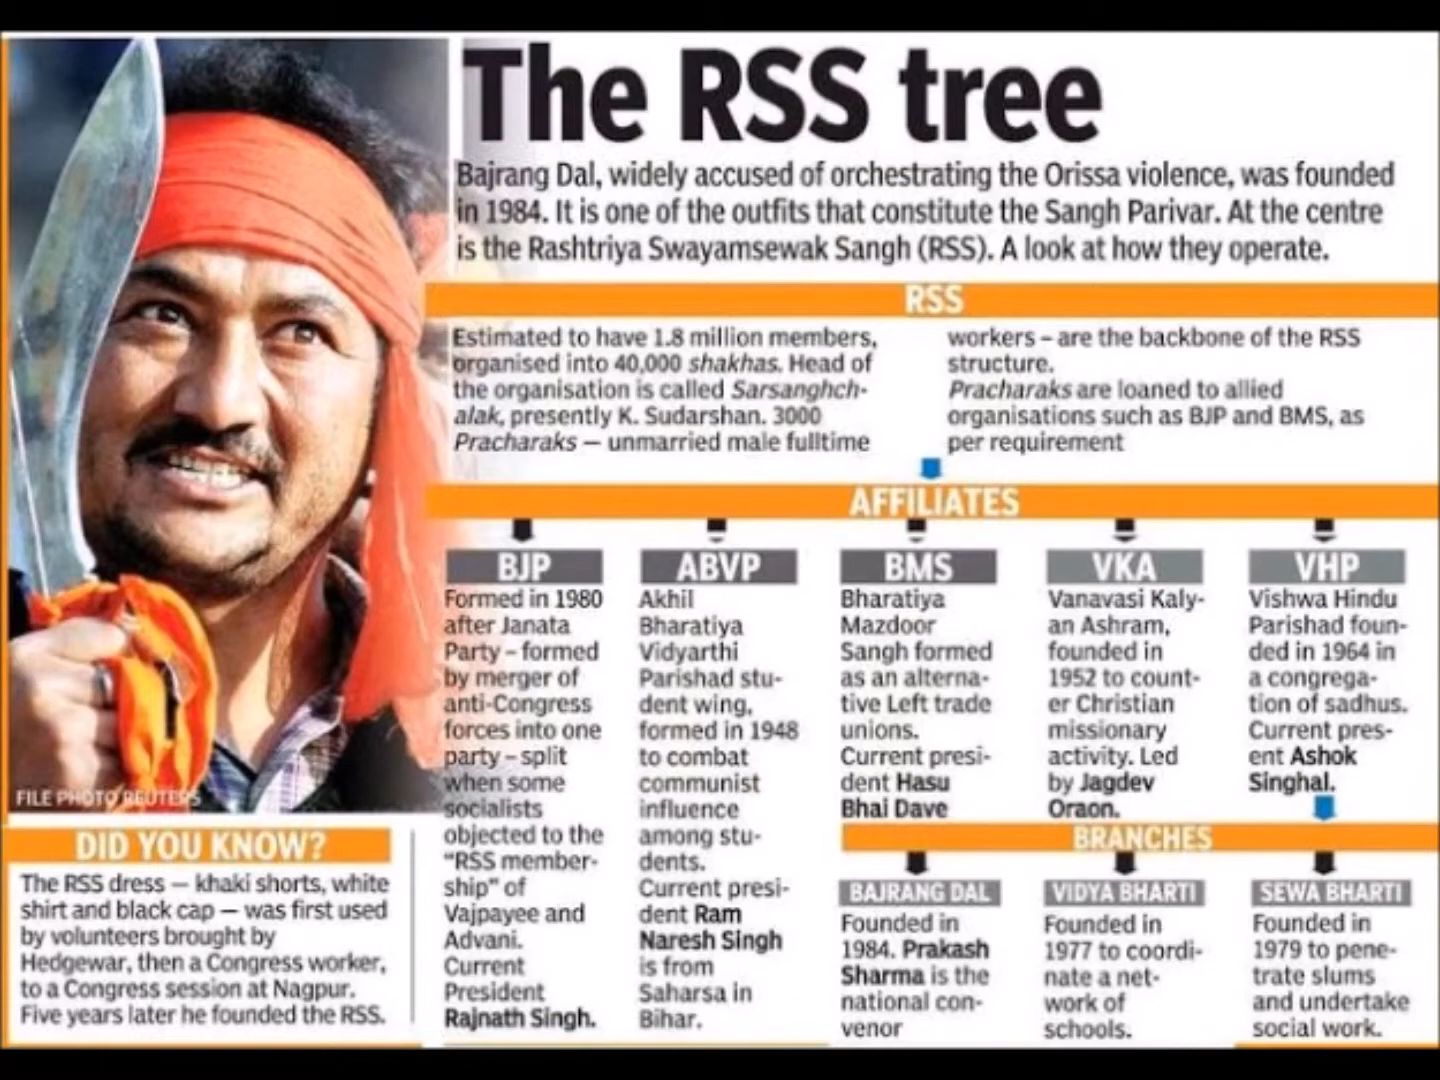 The RSS tree
Bajrang Dal, widely accused of orchestrating the Orissa violence, was founded
in 1984. It is one of the outfits that constitute the Sangh Parivar. At the centre
is the Rashtriya Swayamsewak Sangh (RSS). A look at how they operate.
RSS
Estimated to have 1.8 million members,
organised into 40,000 shakhas. Head of
the organisation is called Sarsanghch-
alak, presently K. Sudarshan. 3000
Pracharaks – unmarried male fulltime
workers – are the backbone of the RSS
structure.
Pracharaks are loaned to allied
organisations such as BJP and BMS, as
per requirement
AFFILIATES
BJP
Formed in 1980
after Janata
Party – formed
by merger of
anti-Congress
forces into one
party – split
when some
socialists
objected to the
“RSS member-
ship” of
Vajpayee and
Advani.
Current
President
Rajnath Singh.
ABVP
Akhil
Bharatiya
Vidyarthi
Parishad stu-
dent wing,
formed in 1948
to combat
communist
influence
among stu-
dents.
Current presi-
dent Ram
Naresh Singh
is from
Saharsa in
Bihar.
BMS
Bharatiya
Mazdoor
Sangh formed
as an alterna-
tive Left trade
unions.
Current presi-
dent Hasu
Bhai Dave
VKA
Vanavasi Kaly-
an Ashram,
founded in
1952 to count-
er Christian
missionary
activity. Led
by Jagdev
Oraon.
VHP
Vishwa Hindu
Parishad foun-
ded in 1964 in
a congrega-
tion of sadhus.
Current pres-
ent Ashok
Singhal.
BRANCHES
BAJRANG DAL
Founded in
1984. Prakash
Sharma is the
national con-
venor
VIDYA BHARTI
Founded in
1977 to coordi-
nate a net-
work of
schools.
SEWA BHARTI
Founded in
1979 to pene-
trate slums
and undertake
social work.
FILE PHOTO REUTERS
DID YOU KNOW?
The RSS dress – khaki shorts, white
shirt and black cap – was first used
by volunteers brought by
Hedgewar, then a Congress worker,
to a Congress session at Nagpur.
Five years later he founded the RSS.